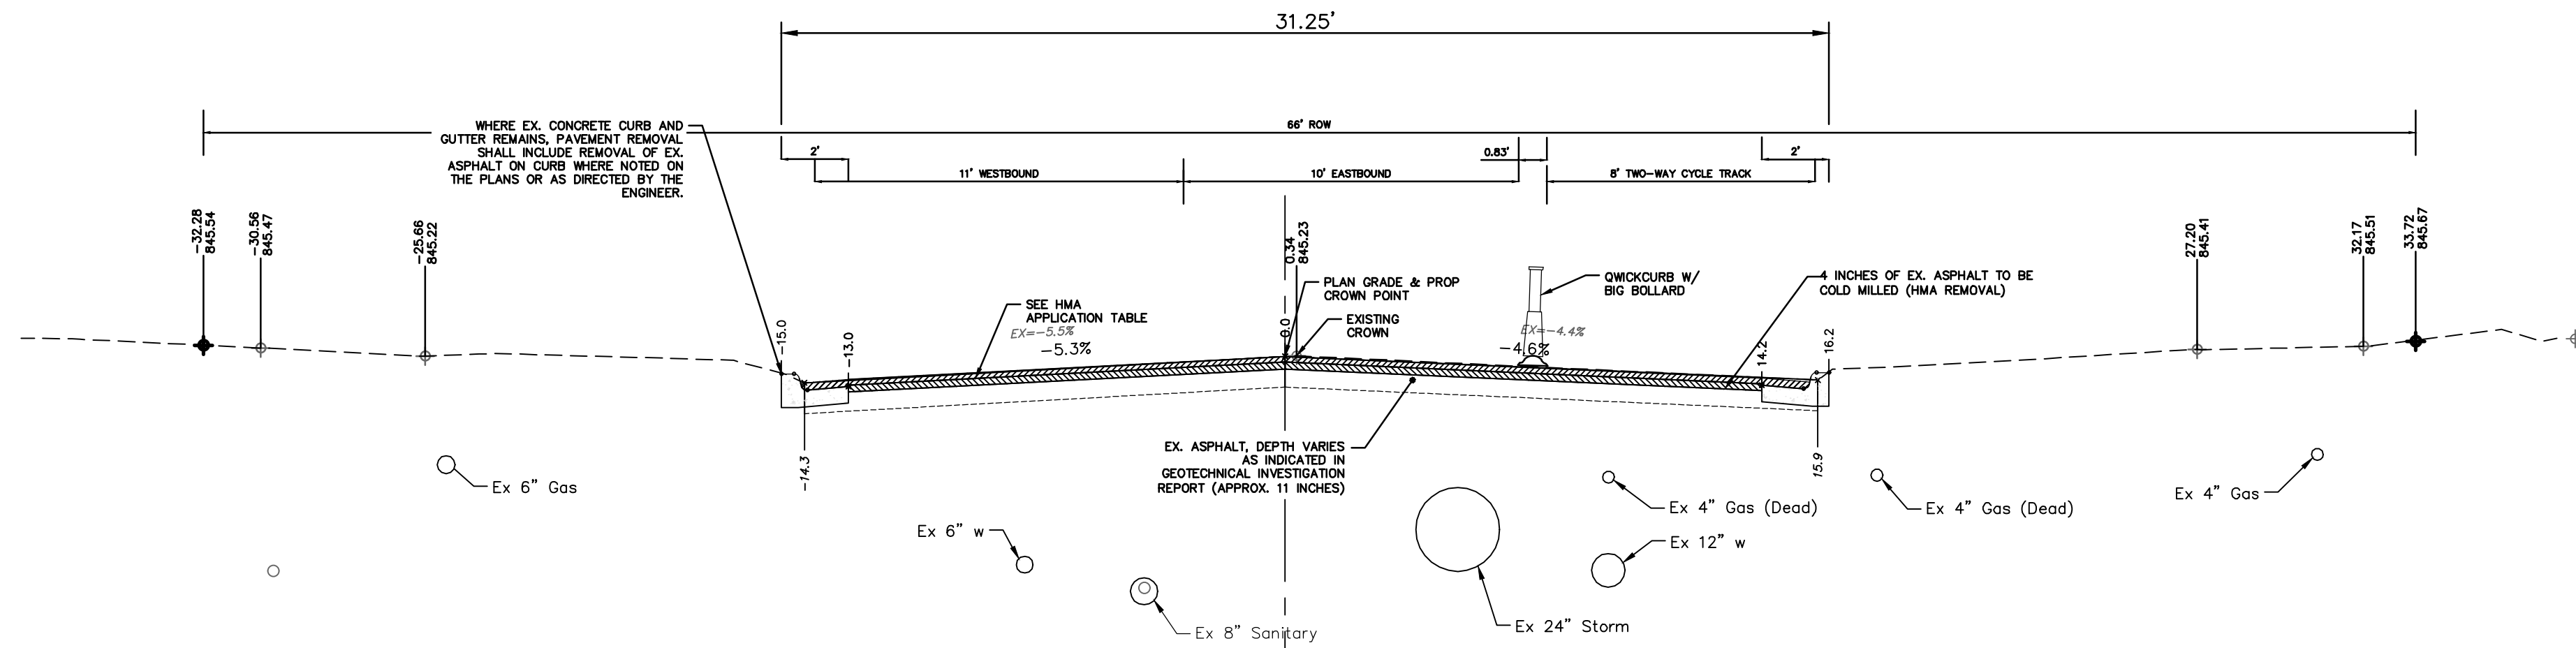 31.25'
66' ROW
WHERE EX. CONCRETE CURB AND
GUTTER REMAINS, PAVEMENT REMOVAL
SHALL INCLUDE REMOVAL OF EX.
ASPHALT ON CURB WHERE NOTED ON
THE PLANS OR AS DIRECTED BY THE
ENGINEER.
2'
0.83'
2'
11' WESTBOUND
10' EASTBOUND
8' TWO-WAY CYCLE TRACK
-32.28
845.54
-30.56
845.47
-25.66
845.22
0.34
845.23
27.20
845.41
32.17
845.51
33.72
845.67
SEE HMA
APPLICATION TABLE
EX=-5.5%
-5.3%
PLAN GRADE & PROP
CROWN POINT
EXISTING
CROWN
QWICKCURB W/
BIG BOLLARD
4 INCHES OF EX. ASPHALT TO BE
COLD MILLED (HMA REMOVAL)
EX=-4.4%
-4.6%
-15.0
-13.0
0.0
14.2
16.2
-14.3
15.9
EX. ASPHALT, DEPTH VARIES
AS INDICATED IN
GEOTECHNICAL INVESTIGATION
REPORT (APPROX. 11 INCHES)
Ex 6" Gas
Ex 6" w
Ex 8" Sanitary
Ex 24" Storm
Ex 4" Gas (Dead)
Ex 12" w
Ex 4" Gas (Dead)
Ex 4" Gas